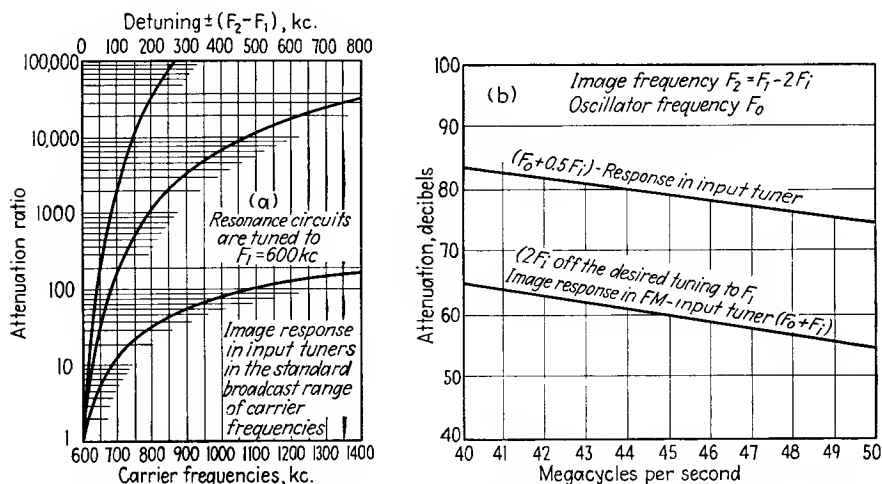 Detuning ± (F2-F1), kc.
0 100 200 300 400 500 600 700 800
100,000
10,000
1000
100
10
1
Attenuation ratio
(a)
Resonance circuits
are tuned to
F1=600kc
Image response
in input tuners
in the standard
broadcast range
of carrier
frequencies
600 700 800 900 1000 1100 1200 1300 1400
Carrier frequencies, kc.
(b)
Image frequency F2 = F1-2Fi
Oscillator frequency Fo
100
90
80
70
60
50
40
Attenuation, decibels
(Fo+0.5Fi)-Response in input tuner
(2Fi off the desired tuning to F1
Image response in FM-input tuner (Fo+Fi)
40 41 42 43 44 45 46 47 48 49 50
Megacycles per second